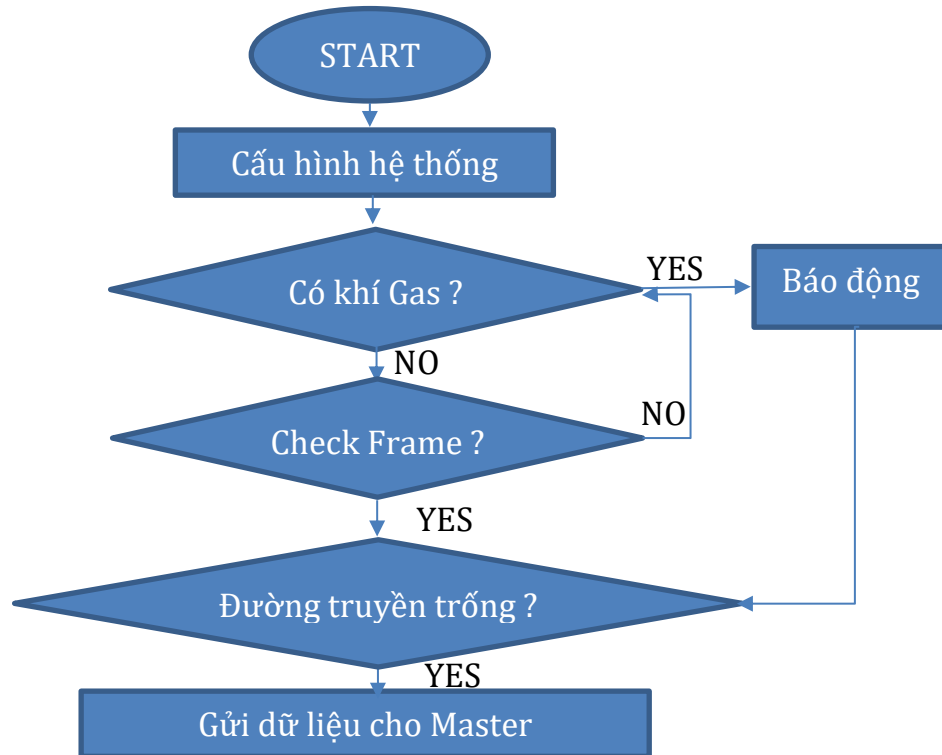 START
Cấu hình hệ thống
Có khí Gas ?
YES
Báo động
NO
Check Frame ?
NO
YES
Đường truyền trống ?
YES
Gửi dữ liệu cho Master